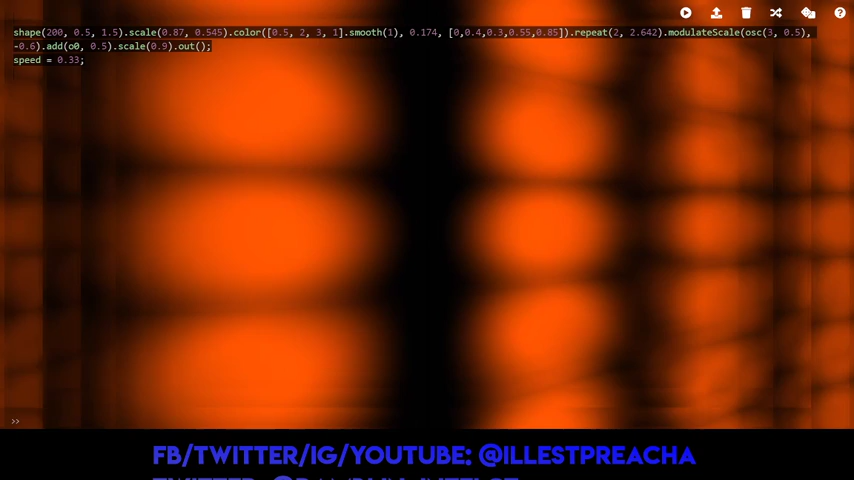 shape(200, 0.5, 1.5).scale(0.87, 0.545).color([0.5, 2, 3, 1].smooth(1), 0.174, [0,0.4,0.3,0.55,0.85]).repeat(2, 2.642).modulateScale(osc(3, 0.5),
-0.6).add(o0, 0.5).scale(0.9).out();
speed = 0.33;
>>
FB/TWITTER/IG/YOUTUBE: @ILLESTPREACHA